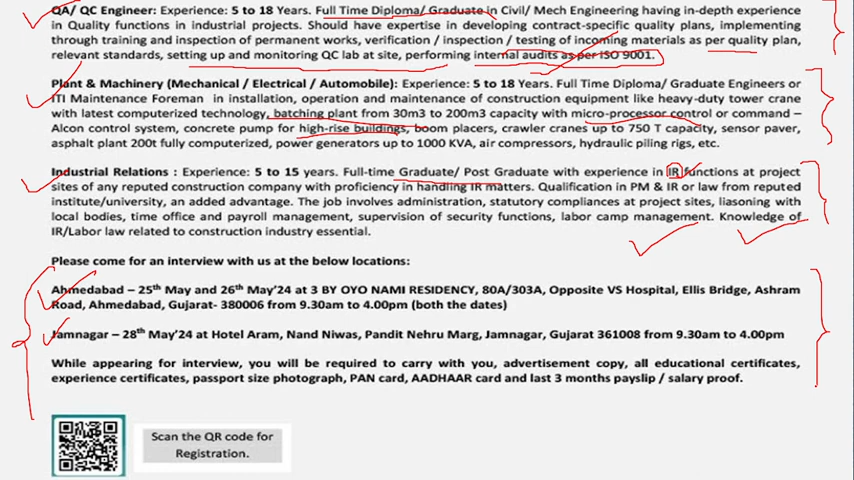 QA/ QC Engineer: Experience: 5 to 18 Years. Full Time Diploma/ Graduate in Civil/ Mech Engineering having in-depth experience
in Quality functions in industrial projects. Should have expertise in developing contract-specific quality plans, implementing
through training and inspection of permanent works, verification / inspection / testing of incoming materials as per quality plan,
relevant standards, setting up and monitoring QC lab at site, performing internal audits as per ISO 9001.
Plant & Machinery (Mechanical / Electrical / Automobile): Experience: 5 to 18 Years. Full Time Diploma/ Graduate Engineers or
ITI Maintenance Foreman in installation, operation and maintenance of construction equipment like heavy-duty tower crane
with latest computerized technology, batching plant from 30m3 to 200m3 capacity with micro-processor control or command –
Alcon control system, concrete pump for high-rise buildings, boom placers, crawler cranes up to 750 T capacity, sensor paver,
asphalt plant 200t fully computerized, power generators up to 1000 KVA, air compressors, hydraulic piling rigs, etc.
Industrial Relations : Experience: 5 to 15 years. Full-time Graduate/ Post Graduate with experience in IR functions at project
sites of any reputed construction company with proficiency in handling IR matters. Qualification in PM & IR or law from reputed
institute/university, an added advantage. The job involves administration, statutory compliances at project sites, liasoning with
local bodies, time office and payroll management, supervision of security functions, labor camp management. Knowledge of
IR/Labor law related to construction industry essential.
Please come for an interview with us at the below locations:
Ahmedabad – 25th May and 26th May'24 at 3 BY OYO NAMI RESIDENCY, 80A/303A, Opposite VS Hospital, Ellis Bridge, Ashram
Road, Ahmedabad, Gujarat- 380006 from 9.30am to 4.00pm (both the dates)
Jamnagar – 28th May'24 at Hotel Aram, Nand Niwas, Pandit Nehru Marg, Jamnagar, Gujarat 361008 from 9.30am to 4.00pm
While appearing for interview, you will be required to carry with you, advertisement copy, all educational certificates,
experience certificates, passport size photograph, PAN card, AADHAAR card and last 3 months payslip / salary proof.
Scan the QR code for
Registration.